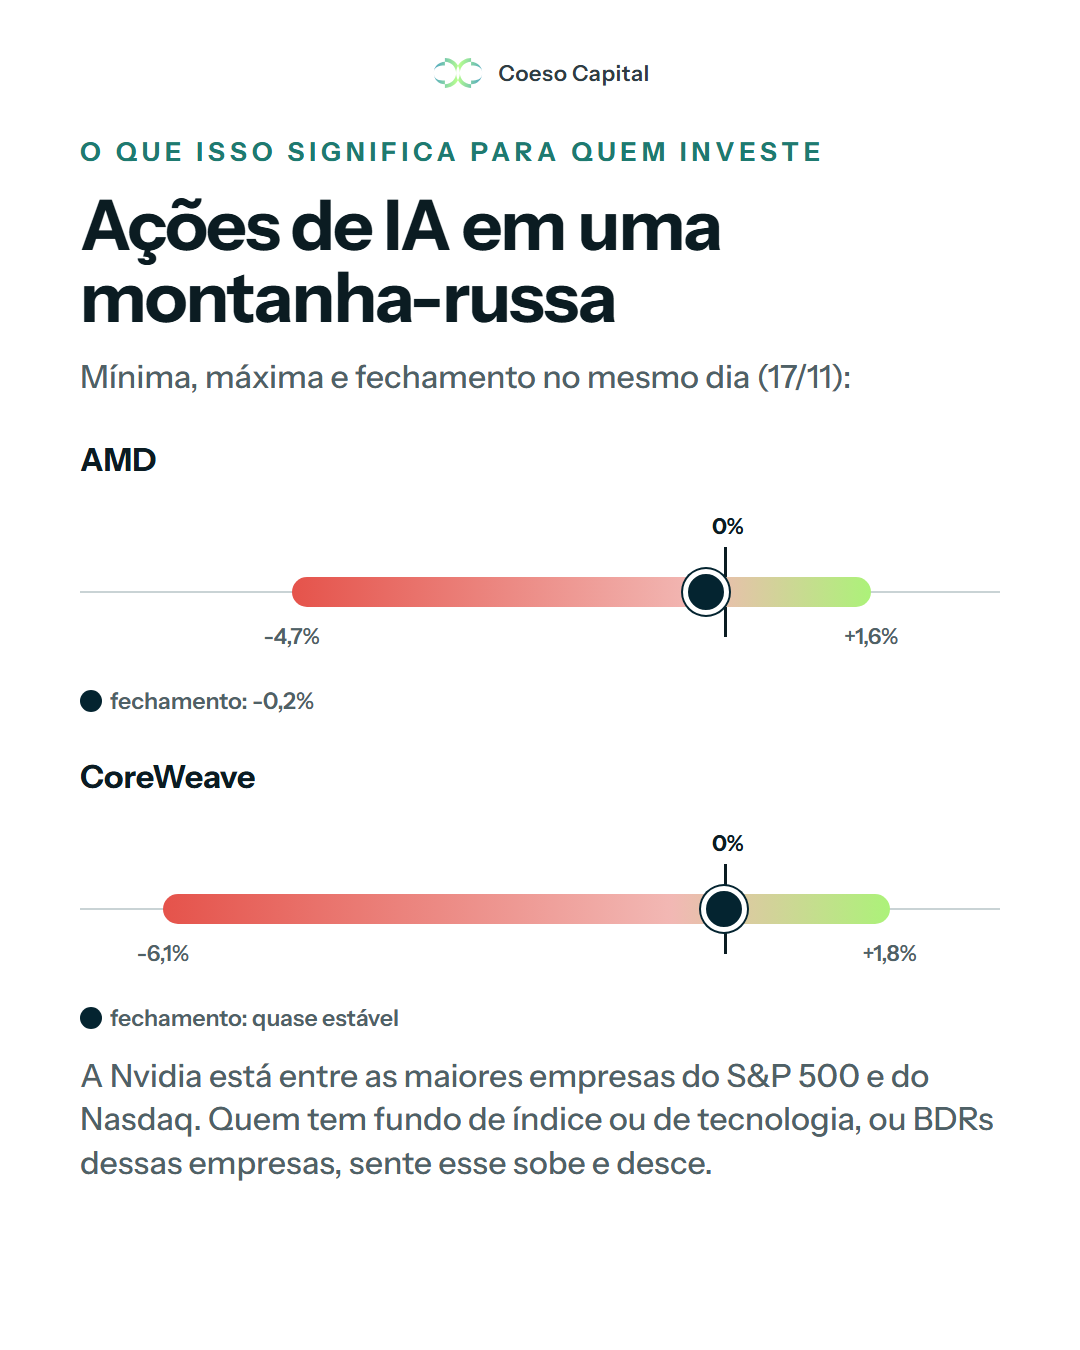 Coeso Capital
O QUE ISSO SIGNIFICA PARA QUEM INVESTE
Ações de IA em uma
montanha-russa
Mínima, máxima e fechamento no mesmo dia (17/11):
AMD
0%
-4,7%
+1,6%
fechamento: -0,2%
CoreWeave
0%
-6,1%
+1,8%
fechamento: quase estável
A Nvidia está entre as maiores empresas do S&P 500 e do
Nasdaq. Quem tem fundo de índice ou de tecnologia, ou BDRs
dessas empresas, sente esse sobe e desce.